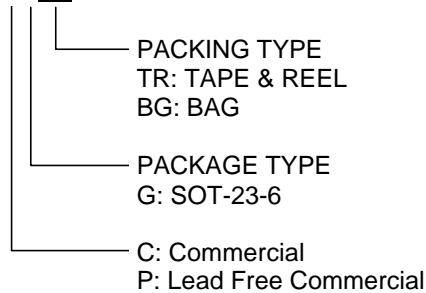 PACKING TYPE
TR: TAPE & REEL
BG: BAG
PACKAGE TYPE
G: SOT-23-6
C: Commercial
P: Lead Free Commercial